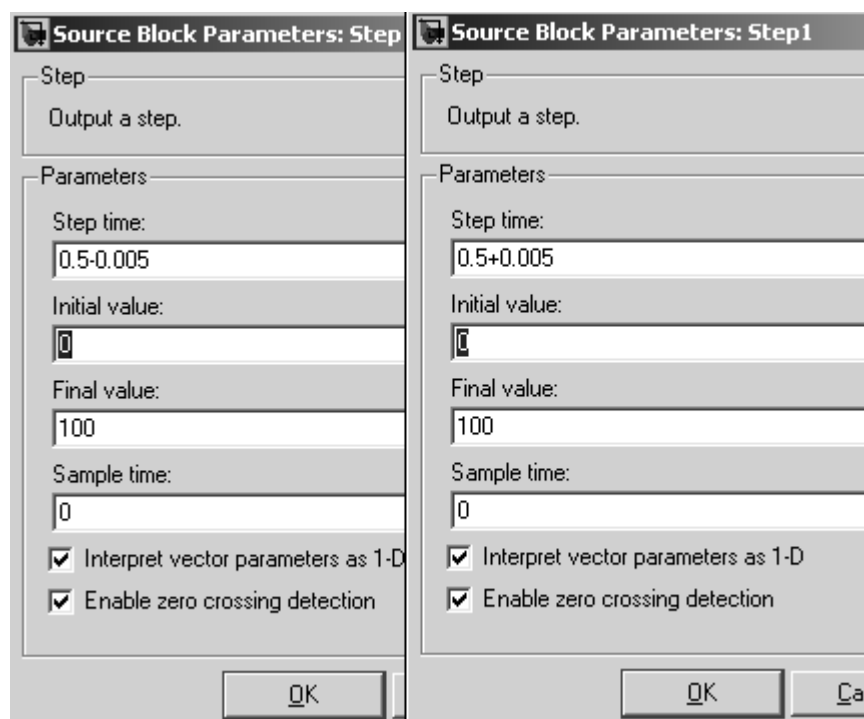 Source Block Parameters: Step
Step
Output a step.
Parameters
Step time:
0.5-0.005
Initial value:
0
Final value:
100
Sample time:
0
Interpret vector parameters as 1-D
Enable zero crossing detection
OK
Source Block Parameters: Step1
Step
Output a step.
Parameters
Step time:
0.5+0.005
Initial value:
0
Final value:
100
Sample time:
0
Interpret vector parameters as 1-D
Enable zero crossing detection
OK
Ca